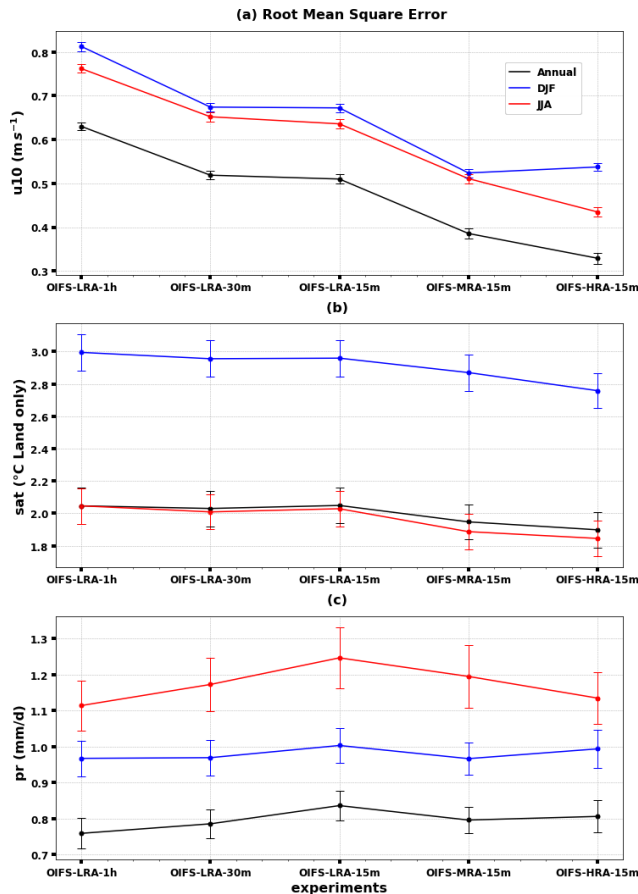 (a) Root Mean Square Error
0.8
0.7
0.6
0.5
0.4
0.3
u10 (m s⁻¹)
Annual
DJF
JJA
OIFS-LRA-1h OIFS-LRA-30m OIFS-LRA-15m OIFS-MRA-15m OIFS-HRA-15m
(b)
3.0
2.8
2.6
2.4
2.2
2.0
1.8
sat (°C Land only)
OIFS-LRA-1h OIFS-LRA-30m OIFS-LRA-15m OIFS-MRA-15m OIFS-HRA-15m
(c)
1.3
1.2
1.1
1.0
0.9
0.8
0.7
pr (mm/d)
OIFS-LRA-1h OIFS-LRA-30m OIFS-LRA-15m OIFS-MRA-15m OIFS-HRA-15m
experiments